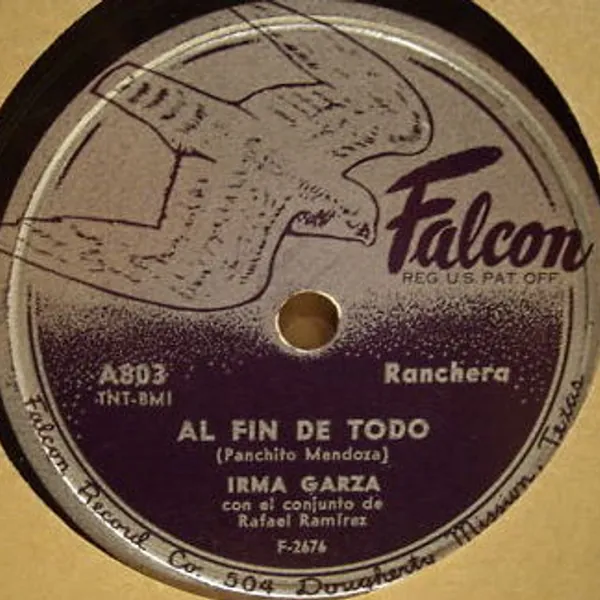 Falcon
REG. U.S. PAT. OFF.
A803
TNT-BMI
Ranchera
AL FIN DE TODO
(Panchito Mendoza)
IRMA GARZA
con el conjunto de
Rafael Ramírez
F-2676
Falcon Record Co. 504 Dougherty Mission, Texas